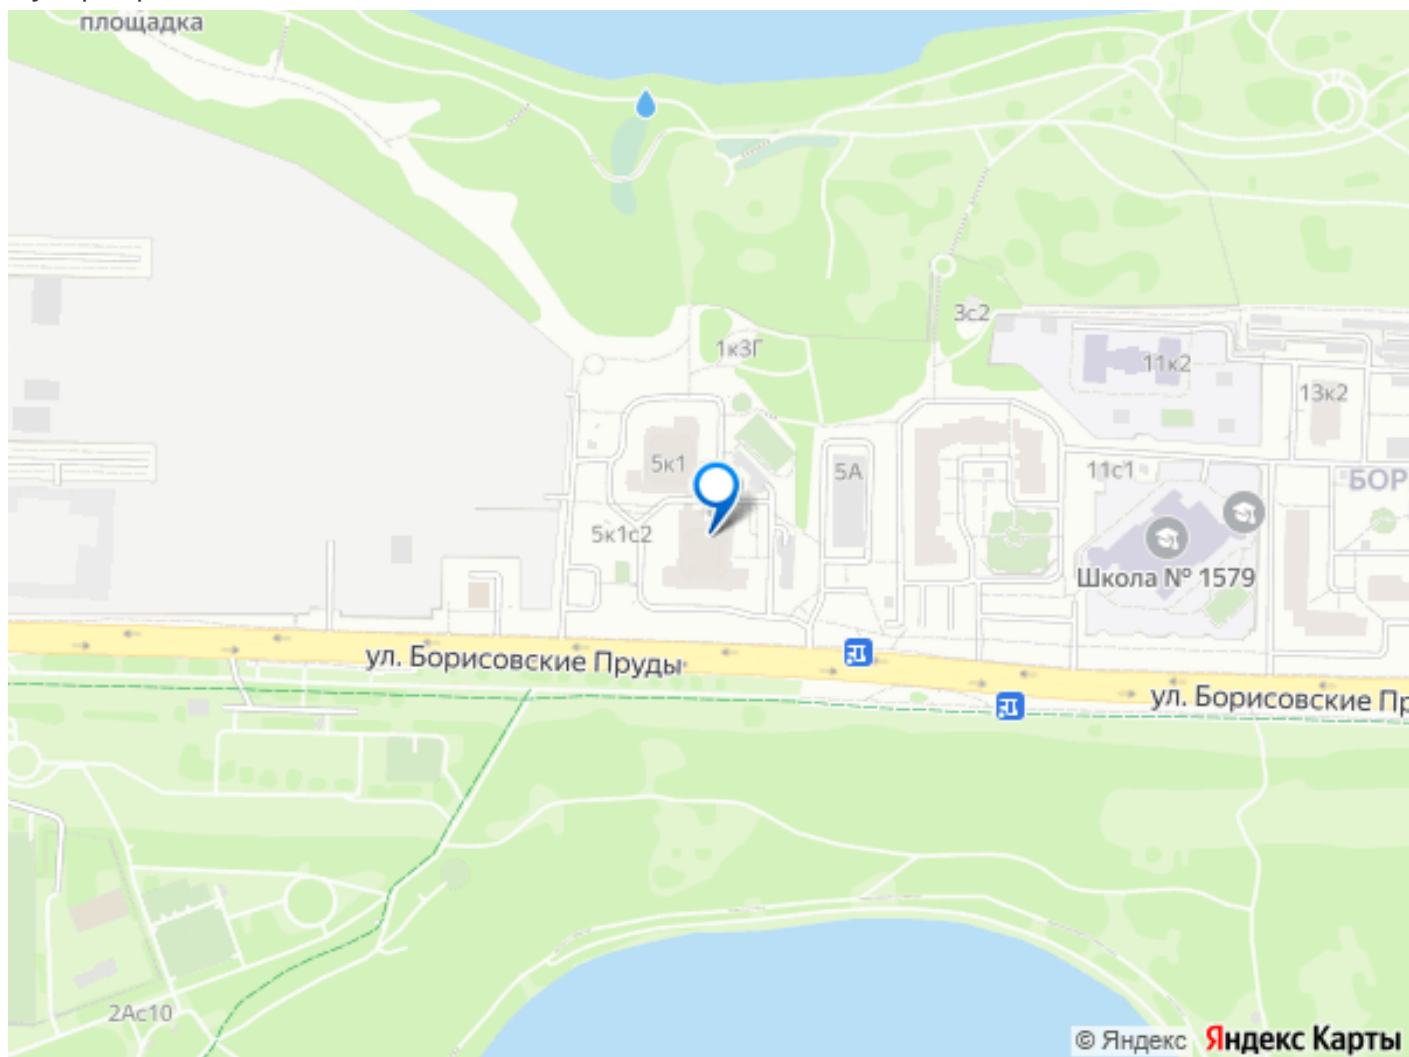 площадка
3с2
1к3Г
11к2
13к2
5к1
5А
11с1
БОР
5к1с2
Школа № 1579
ул. Борисовские Пруды
ул. Борисовские Пр
2Ас10
© Яндекс Яндекс Карты